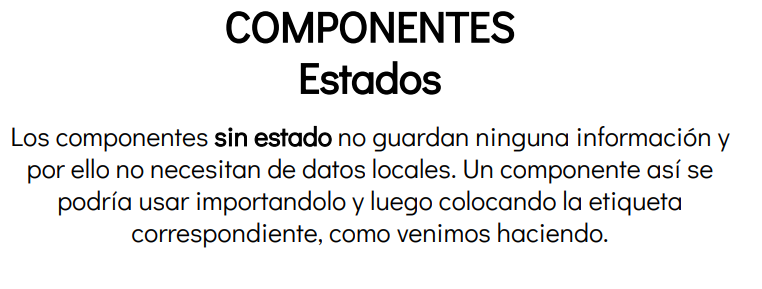 COMPONENTES
Estados
Los componentes sin estado no guardan ninguna información y
por ello no necesitan de datos locales. Un componente así se
podría usar importandolo y luego colocando la etiqueta
correspondiente, como venimos haciendo.